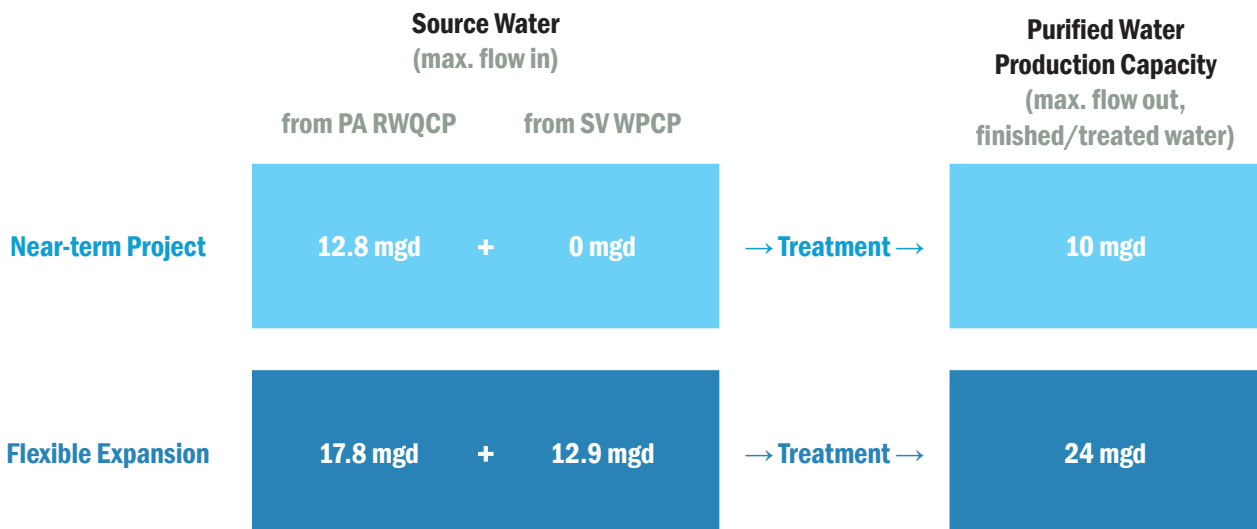 Source Water
(max. flow in)
from PA RWQCP
from SV WPCP
Purified Water
Production Capacity
(max. flow out,
finished/treated water)
Near-term Project
12.8 mgd + 0 mgd
→ Treatment →
10 mgd
Flexible Expansion
17.8 mgd + 12.9 mgd
→ Treatment →
24 mgd